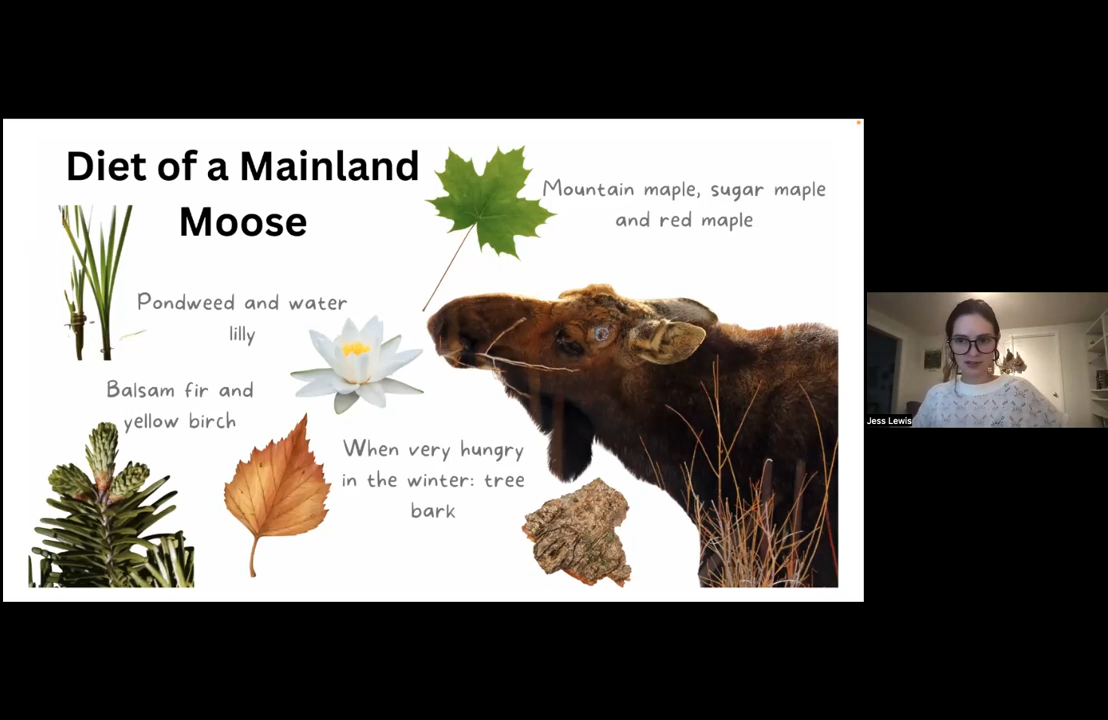 Diet of a Mainland
Moose
Mountain maple, sugar maple
and red maple
Pondweed and water
lilly
Balsam fir and
yellow birch
When very hungry
in the winter: tree
bark
Jess Lewis